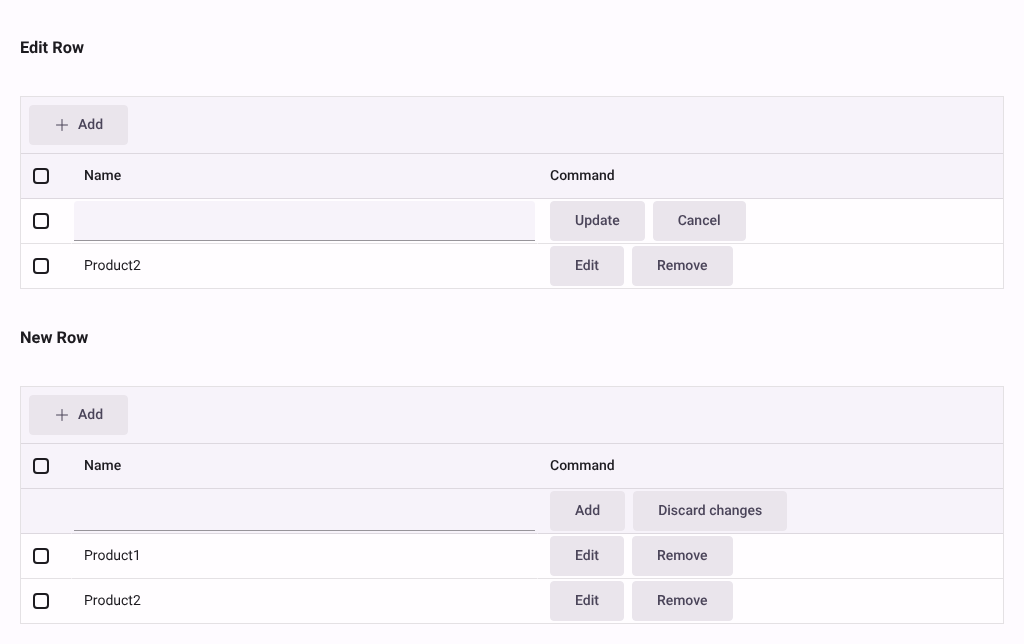 Edit Row
Add
Name Command
Update Cancel
Product2 Edit Remove
New Row
Add
Name Command
Add Discard changes
Product1 Edit Remove
Product2 Edit Remove